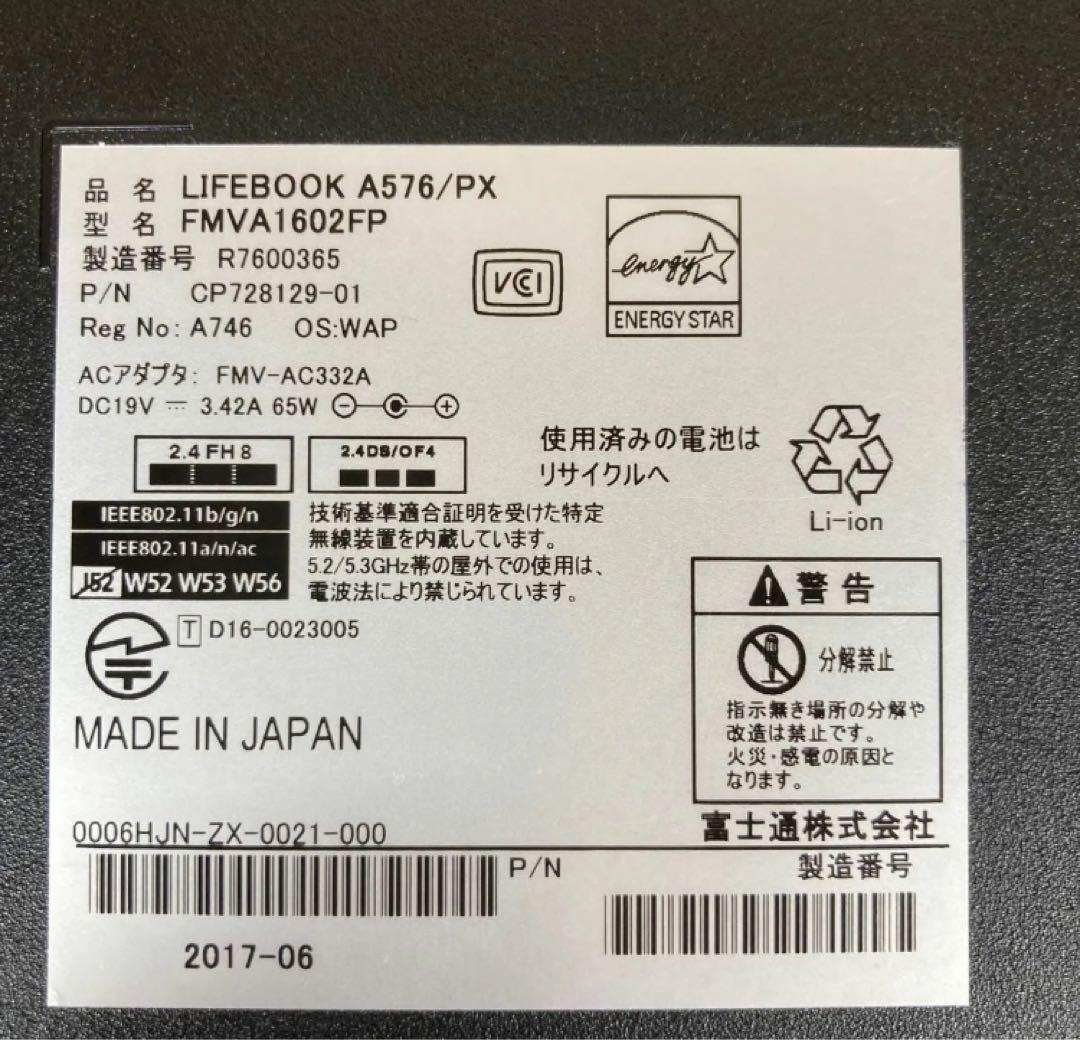 品名 LIFEBOOK A576/PX
型名 FMVA1602FP
製造番号 R7600365
P/N CP728129-01
Reg No: A746 OS:WAP
VCCI
energy
ENERGY STAR
ACアダプタ: FMV-AC332A
DC19V ⎓ 3.42A 65W
2.4 FH 8
2.4DS/OF4
IEEE802.11b/g/n
IEEE802.11a/n/ac
J52 W52 W53 W56
技術基準適合証明を受けた特定
無線装置を内蔵しています。
5.2/5.3GHz帯の屋外での使用は、
電波法により禁じられています。
使用済みの電池は
リサイクルへ
Li-ion
T D16-0023005
MADE IN JAPAN
警告
分解禁止
指示無き場所の分解や
改造は禁止です。
火災・感電の原因と
なります。
富士通株式会社
0006HJN-ZX-0021-000
P/N
製造番号
2017-06